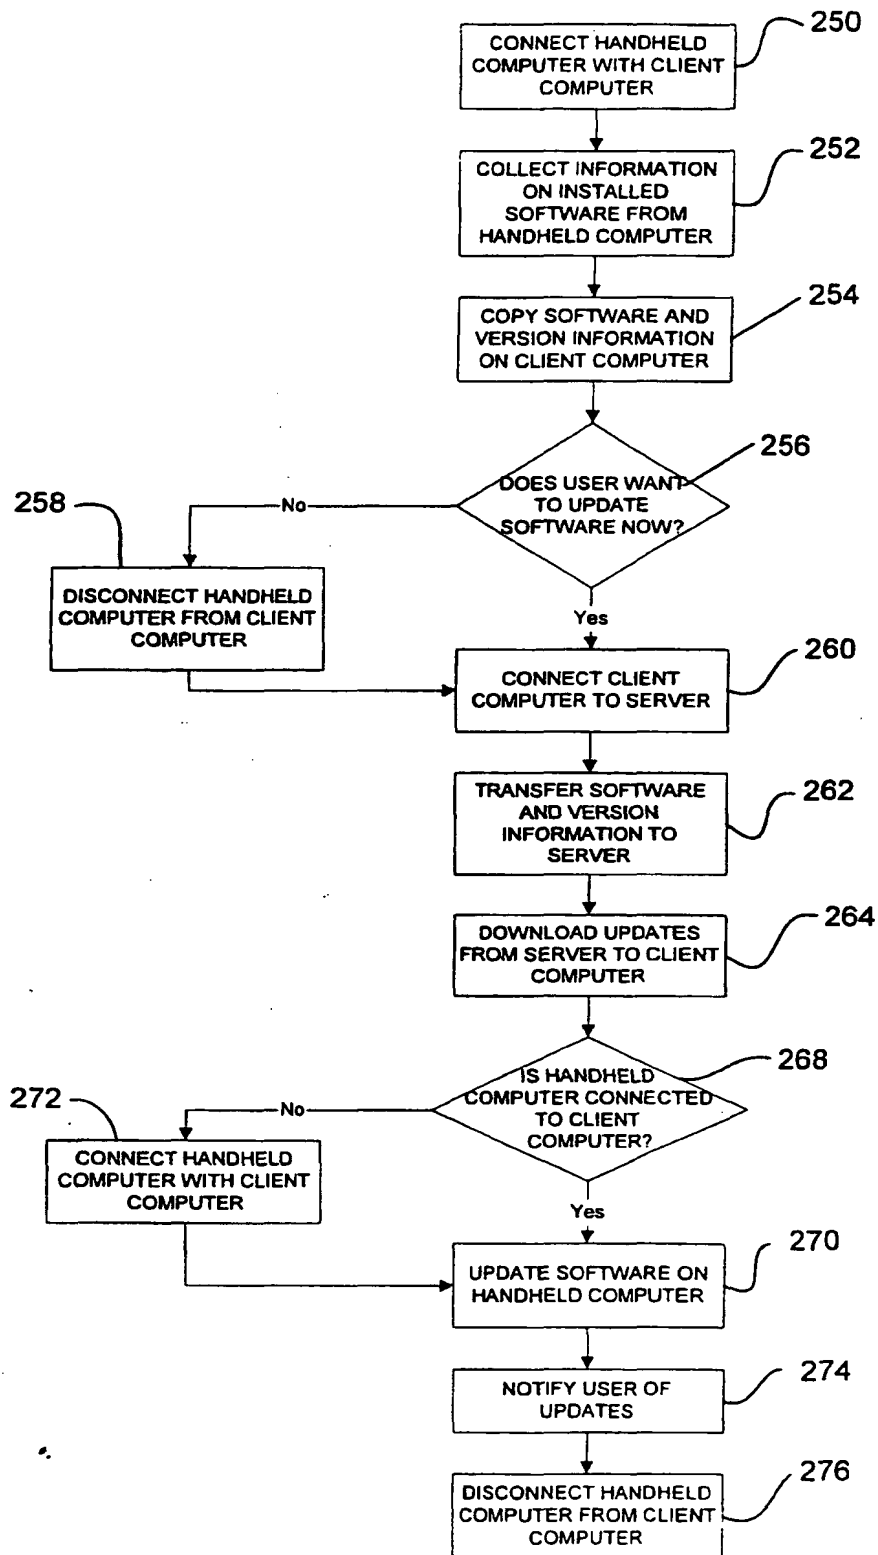 250
CONNECT HANDHELD
COMPUTER WITH CLIENT
COMPUTER
252
COLLECT INFORMATION
ON INSTALLED
SOFTWARE FROM
HANDHELD COMPUTER
254
COPY SOFTWARE AND
VERSION INFORMATION
ON CLIENT COMPUTER
256
DOES USER WANT
TO UPDATE
SOFTWARE NOW?
No
258
DISCONNECT HANDHELD
COMPUTER FROM CLIENT
COMPUTER
Yes
260
CONNECT CLIENT
COMPUTER TO SERVER
262
TRANSFER SOFTWARE
AND VERSION
INFORMATION TO
SERVER
264
DOWNLOAD UPDATES
FROM SERVER TO CLIENT
COMPUTER
268
IS HANDHELD
COMPUTER CONNECTED
TO CLIENT
COMPUTER?
No
272
CONNECT HANDHELD
COMPUTER WITH CLIENT
COMPUTER
Yes
270
UPDATE SOFTWARE ON
HANDHELD COMPUTER
274
NOTIFY USER OF
UPDATES
276
DISCONNECT HANDHELD
COMPUTER FROM CLIENT
COMPUTER